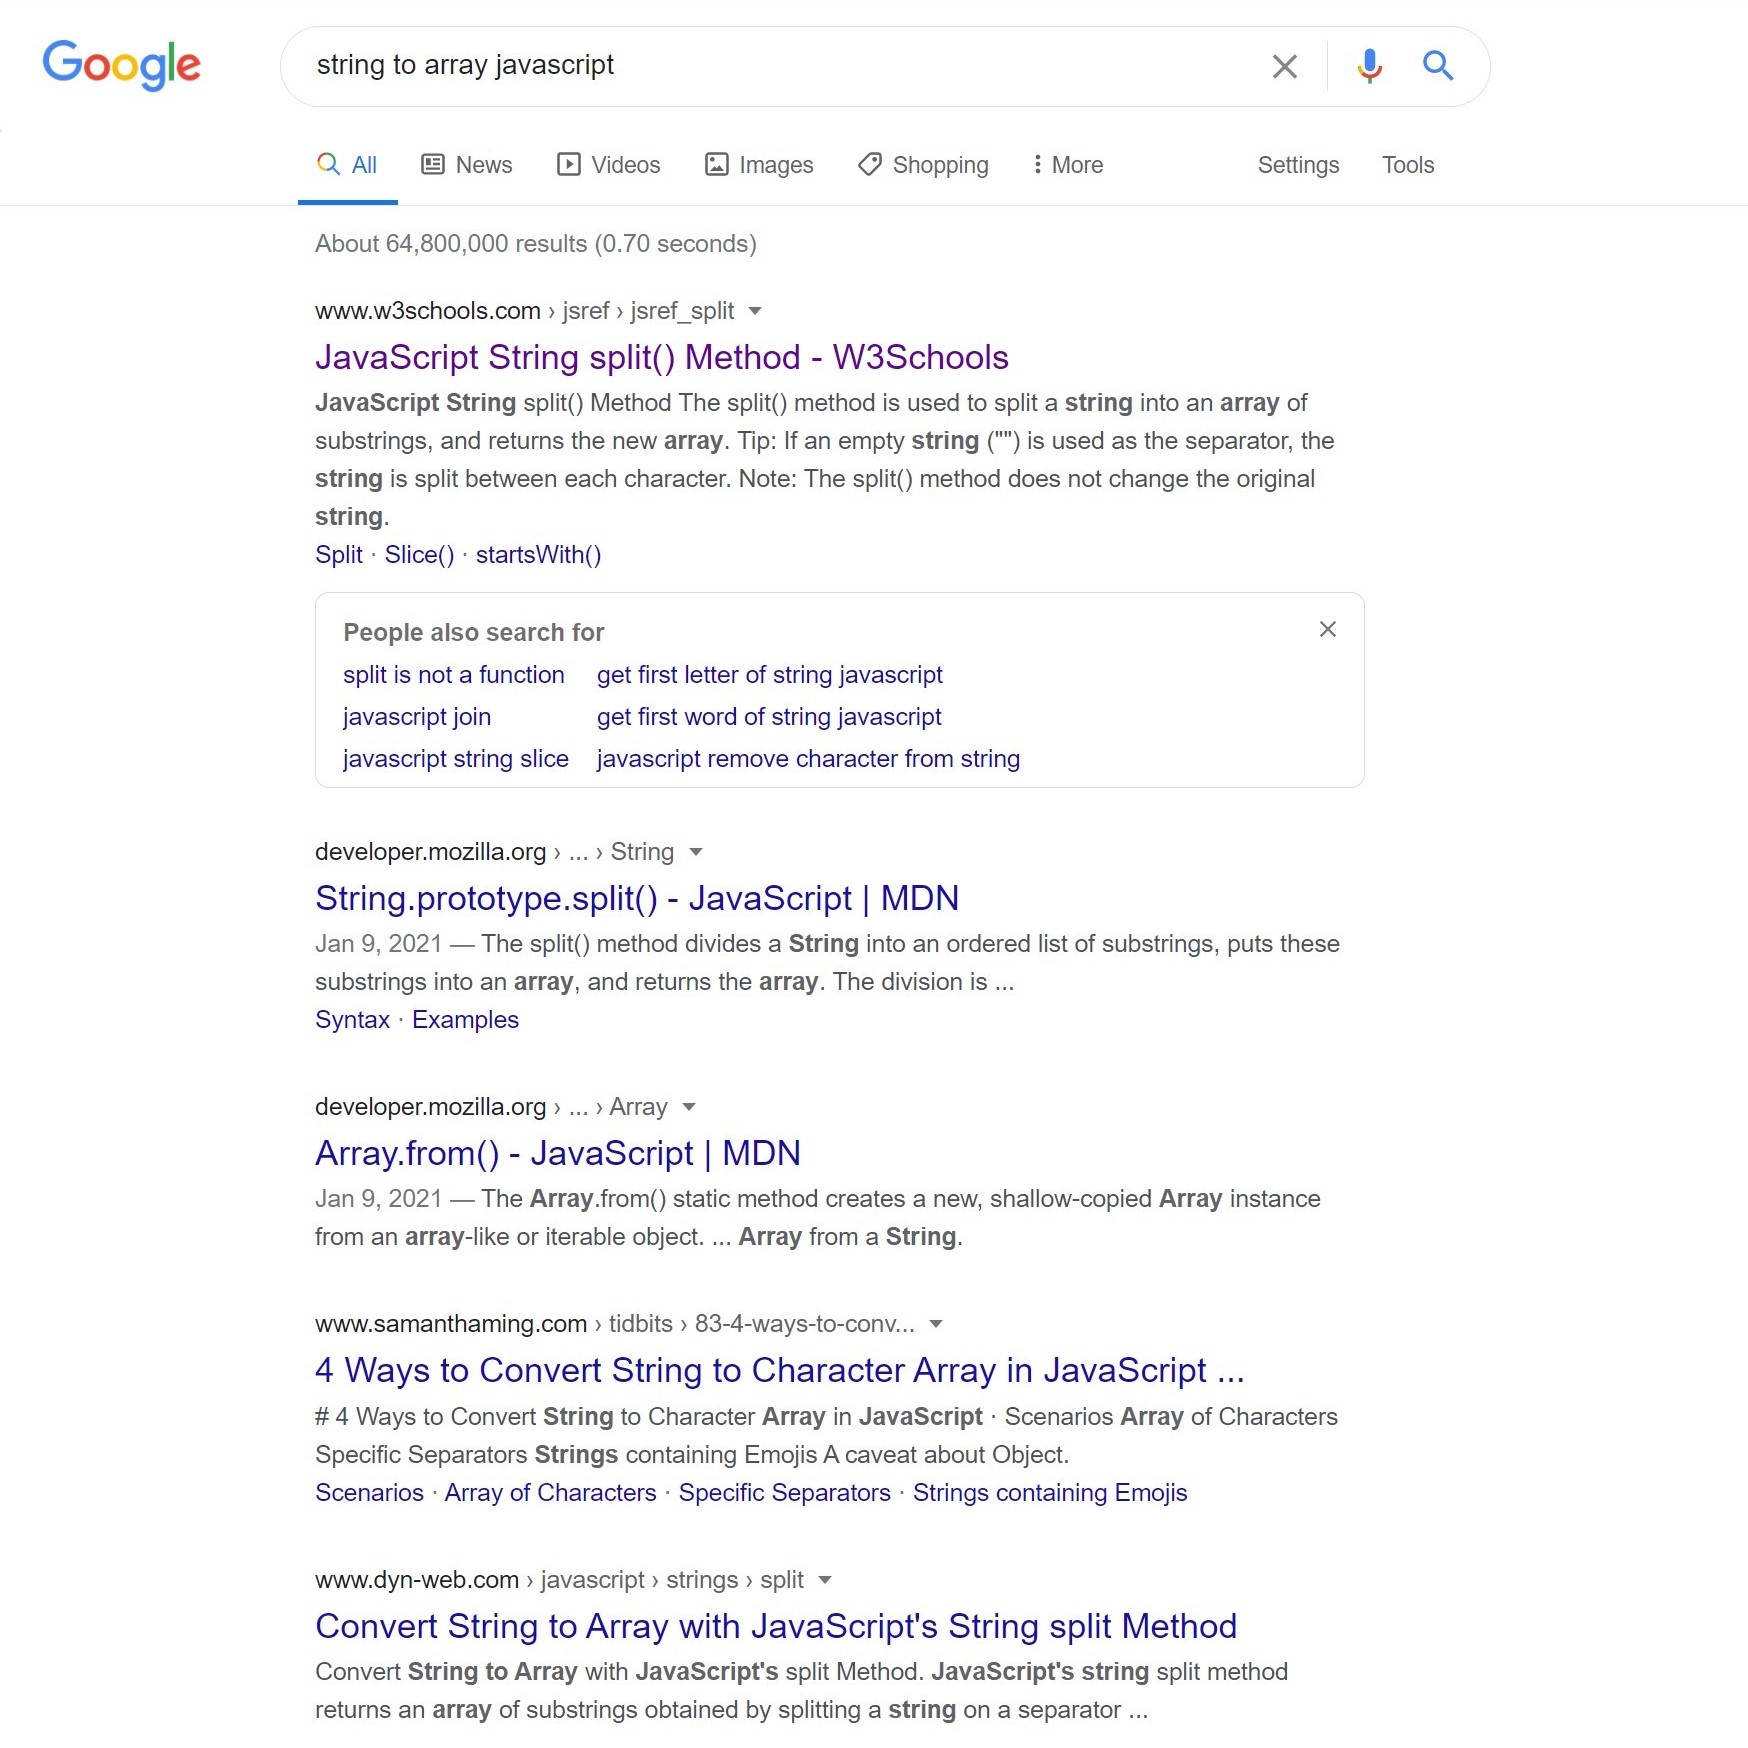 Google
string to array javascript
All News Videos Images Shopping More Settings Tools
About 64,800,000 results (0.70 seconds)
www.w3schools.com › jsref › jsref_split
JavaScript String split() Method - W3Schools
JavaScript String split() Method The split() method is used to split a string into an array of
substrings, and returns the new array. Tip: If an empty string ("") is used as the separator, the
string is split between each character. Note: The split() method does not change the original
string.
Split · Slice() · startsWith()
People also search for
split is not a function get first letter of string javascript
javascript join get first word of string javascript
javascript string slice javascript remove character from string
developer.mozilla.org › ... › String
String.prototype.split() - JavaScript | MDN
Jan 9, 2021 — The split() method divides a String into an ordered list of substrings, puts these
substrings into an array, and returns the array. The division is ...
Syntax · Examples
developer.mozilla.org › ... › Array
Array.from() - JavaScript | MDN
Jan 9, 2021 — The Array.from() static method creates a new, shallow-copied Array instance
from an array-like or iterable object. ... Array from a String.
www.samanthaming.com › tidbits › 83-4-ways-to-conv...
4 Ways to Convert String to Character Array in JavaScript ...
# 4 Ways to Convert String to Character Array in JavaScript · Scenarios Array of Characters
Specific Separators Strings containing Emojis A caveat about Object.
Scenarios · Array of Characters · Specific Separators · Strings containing Emojis
www.dyn-web.com › javascript › strings › split
Convert String to Array with JavaScript's String split Method
Convert String to Array with JavaScript's split Method. JavaScript's string split method
returns an array of substrings obtained by splitting a string on a separator ...